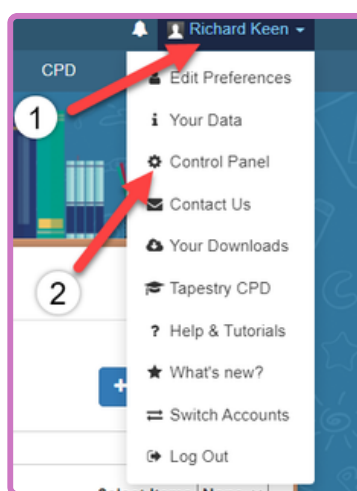 Richard Keen
CPD
Edit Preferences
1
i Your Data
Control Panel
Contact Us
Your Downloads
2
Tapestry CPD
? Help & Tutorials
What's new?
Switch Accounts
Log Out